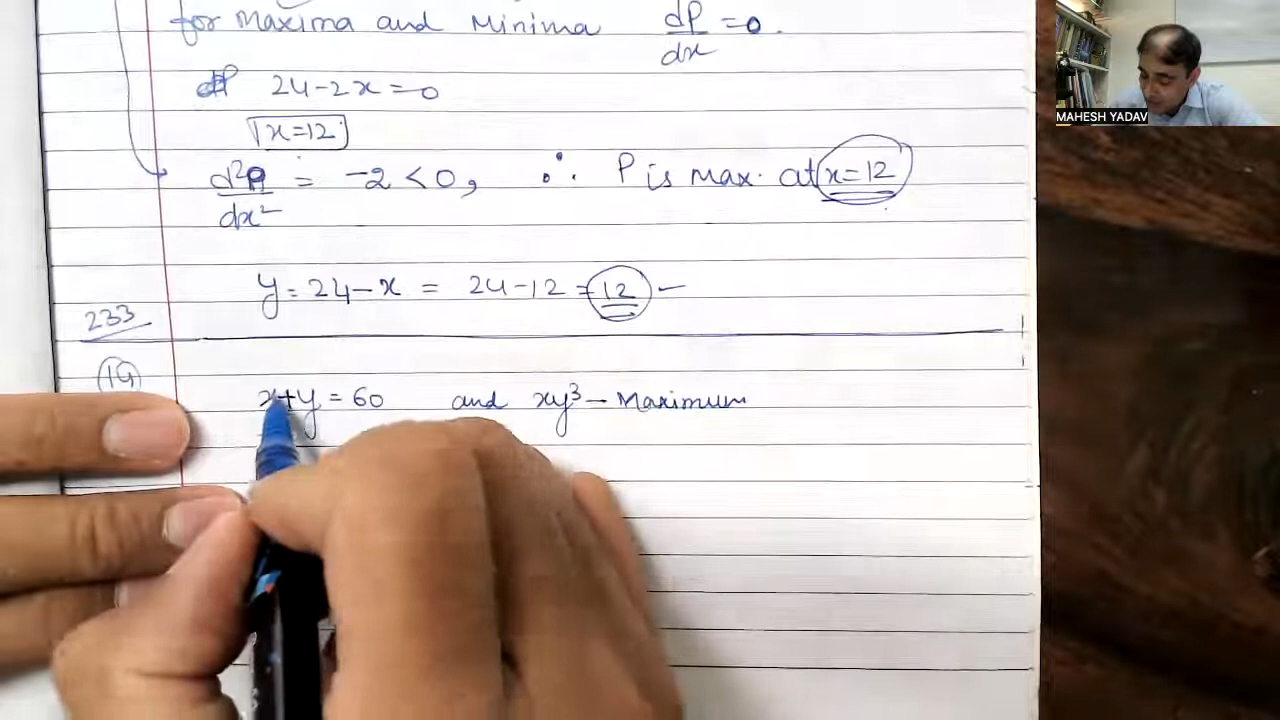 for Maxima and Minima dP/dx = 0.
24-2x=0
x=12
d²P/dx² = -2 < 0, ∴ P is max. at x=12
y = 24-x = 24-12 = 12 -
233
19
x+y = 60 and xy³ - Maximum
MAHESH YADAV